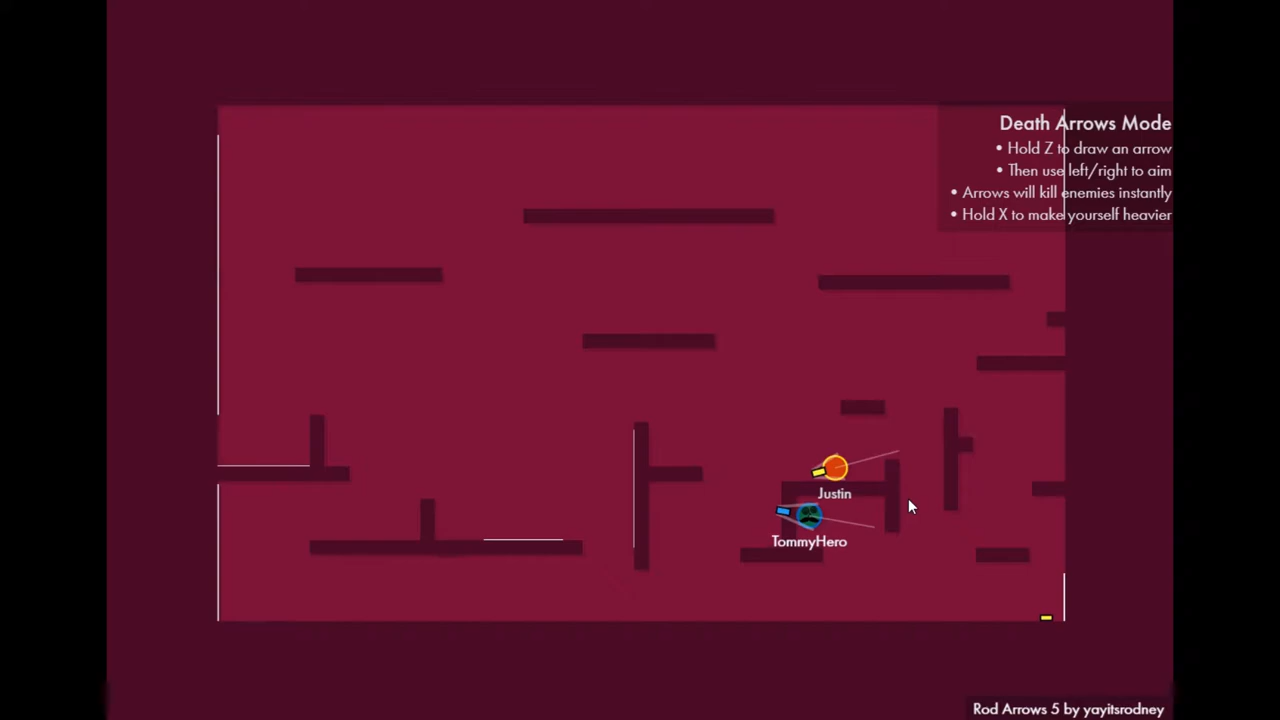 Death Arrows Mode
• Hold Z to draw an arrow
• Then use left/right to aim
• Arrows will kill enemies instantly
• Hold X to make yourself heavier
Justin
TommyHero
Rod Arrows 5 by yayitsrodney